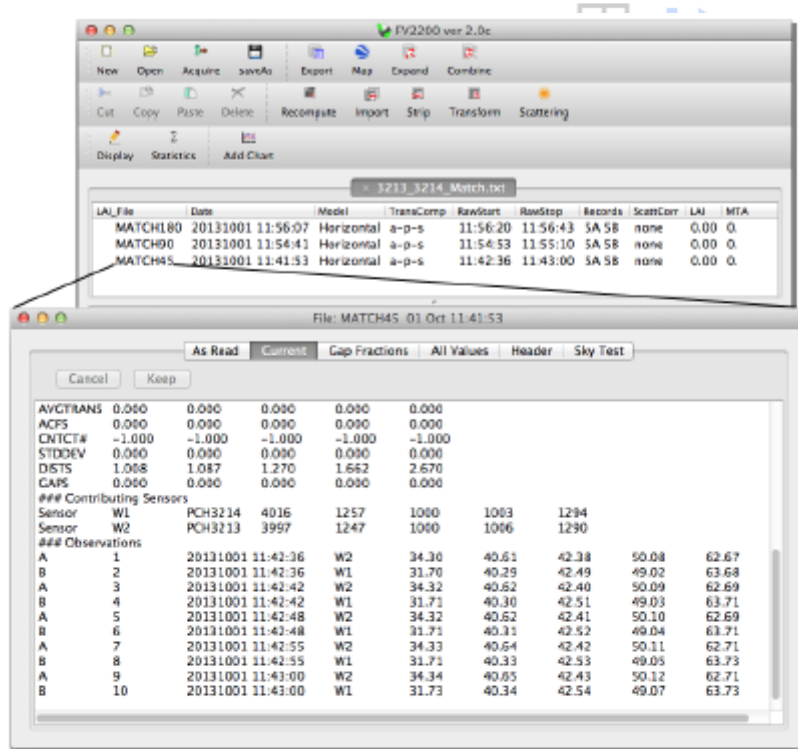 FV2200 ver 2.0c
New Open Acquire saveAs Export Map Expand Combine
Cut Copy Paste Delete Recompute Import Strip Transform Scattering
Display Statistics Add Chart
× 3213_3214_Match.txt
LAI_File Date Model TransComp RawStart RawStop Records ScattCorr LAI MTA
MATCH180 20131001 11:56:07 Horizontal a-p-s 11:56:20 11:56:43 5A 5B none 0.00 0.
MATCH90 20131001 11:54:41 Horizontal a-p-s 11:54:53 11:55:10 5A 5B none 0.00 0.
MATCH45 20131001 11:41:53 Horizontal a-p-s 11:42:36 11:43:00 5A 5B none 0.00 0.
File: MATCH45 01 Oct 11:41:53
As Read Current Gap Fractions All Values Header Sky Test
Cancel Keep
AVGTRANS 0.000 0.000 0.000 0.000 0.000
ACFS 0.000 0.000 0.000 0.000 0.000
CNTCT# -1.000 -1.000 -1.000 -1.000 -1.000
STDDEV 0.000 0.000 0.000 0.000 0.000
DISTS 1.008 1.087 1.270 1.662 2.670
GAPS 0.000 0.000 0.000 0.000 0.000
### Contributing Sensors
Sensor W1 PCH3214 4016 1257 1000 1003 1294
Sensor W2 PCH3213 3997 1247 1000 1006 1290
### Observations
A 1 20131001 11:42:36 W2 34.30 40.61 42.38 50.08 62.67
B 2 20131001 11:42:36 W1 31.70 40.29 42.49 49.02 63.68
A 3 20131001 11:42:42 W2 34.32 40.62 42.40 50.09 62.69
B 4 20131001 11:42:42 W1 31.71 40.30 42.51 49.03 63.71
A 5 20131001 11:42:48 W2 34.32 40.62 42.41 50.10 62.69
B 6 20131001 11:42:48 W1 31.71 40.31 42.52 49.04 63.71
A 7 20131001 11:42:55 W2 34.33 40.64 42.42 50.11 62.71
B 8 20131001 11:42:55 W1 31.71 40.33 42.53 49.05 63.73
A 9 20131001 11:43:00 W2 34.34 40.65 42.43 50.12 62.71
B 10 20131001 11:43:00 W1 31.73 40.34 42.54 49.07 63.73